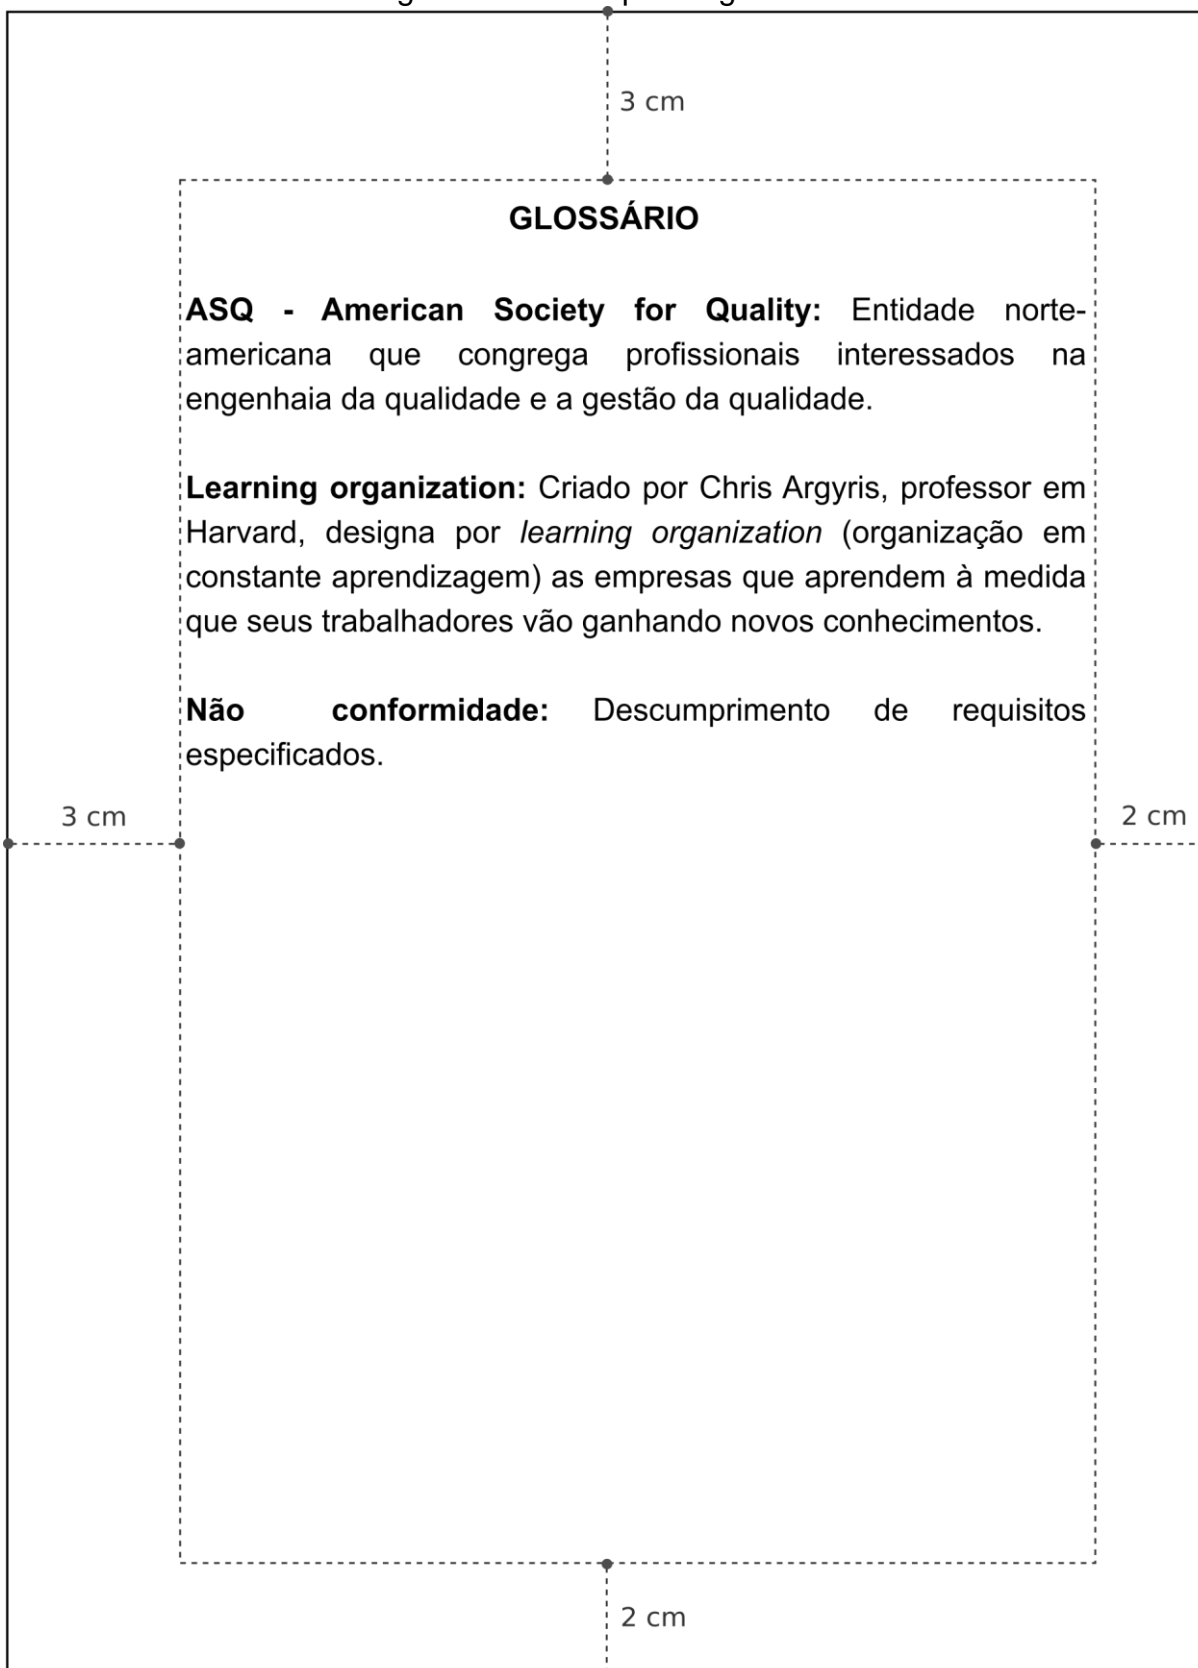 3 cm
GLOSSÁRIO
ASQ - American Society for Quality: Entidade norte-
americana que congrega profissionais interessados na
engenhaia da qualidade e a gestão da qualidade.
Learning organization: Criado por Chris Argyris, professor em
Harvard, designa por learning organization (organização em
constante aprendizagem) as empresas que aprendem à medida
que seus trabalhadores vão ganhando novos conhecimentos.
Não conformidade: Descumprimento de requisitos
especificados.
3 cm
2 cm
2 cm